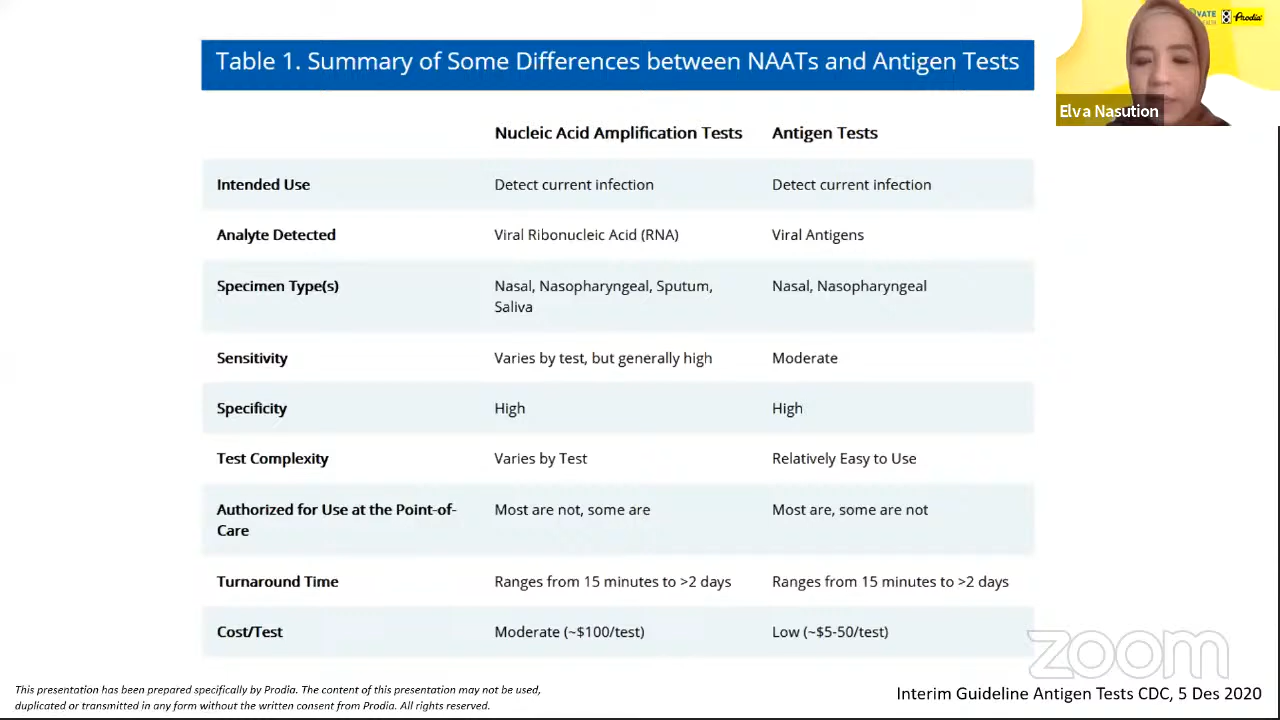 Table 1. Summary of Some Differences between NAATs and Antigen Tests
Nucleic Acid Amplification Tests Antigen Tests
Intended Use Detect current infection Detect current infection
Analyte Detected Viral Ribonucleic Acid (RNA) Viral Antigens
Specimen Type(s) Nasal, Nasopharyngeal, Sputum, Nasal, Nasopharyngeal
Saliva
Sensitivity Varies by test, but generally high Moderate
Specificity High High
Test Complexity Varies by Test Relatively Easy to Use
Authorized for Use at the Point-of- Most are not, some are Most are, some are not
Care
Turnaround Time Ranges from 15 minutes to >2 days Ranges from 15 minutes to >2 days
Cost/Test Moderate (~$100/test) Low (~$5-50/test)
This presentation has been prepared specifically by Prodia. The content of this presentation may not be used,
duplicated or transmitted in any form without the written consent from Prodia. All rights reserved.
Interim Guideline Antigen Tests CDC, 5 Des 2020
zoom
Prodia
Elva Nasution